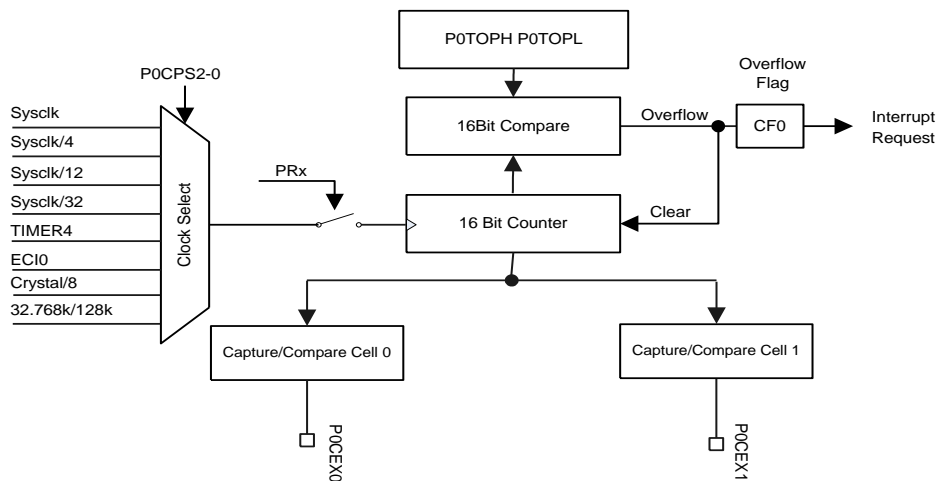 P0TOPH P0TOPL
P0CPS2-0
Overflow
Flag
Sysclk
Sysclk/4
Sysclk/12
Sysclk/32
TIMER4
ECI0
Crystal/8
32.768k/128k
Clock Select
PRx
16Bit Compare
Overflow
CF0
Interrupt
Request
16 Bit Counter
Clear
Capture/Compare Cell 0
Capture/Compare Cell 1
P0CEX0
P0CEX1